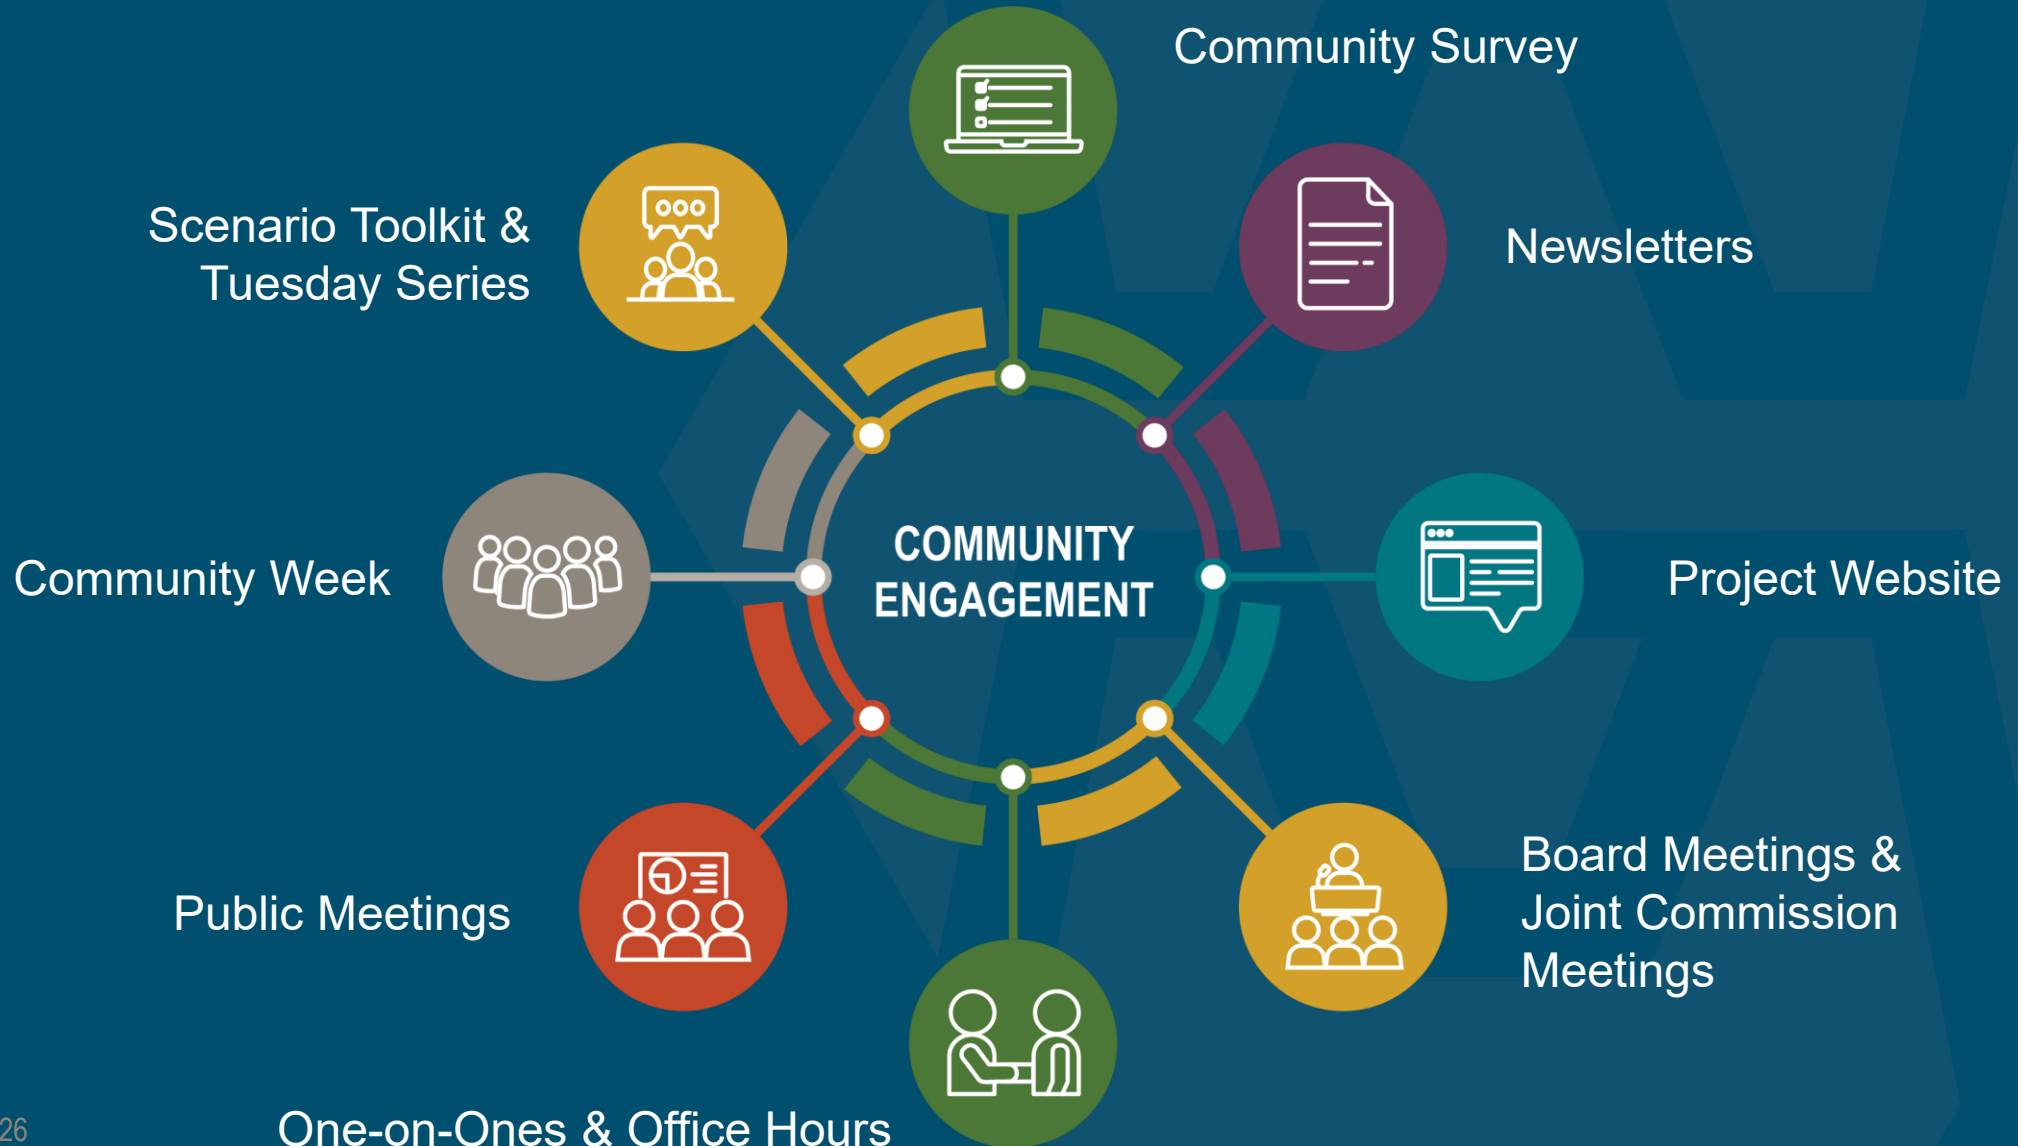 Community Survey
Scenario Toolkit &
Tuesday Series
Newsletters
COMMUNITY
ENGAGEMENT
Community Week
Project Website
Public Meetings
Board Meetings &
Joint Commission
Meetings
One-on-Ones & Office Hours
26